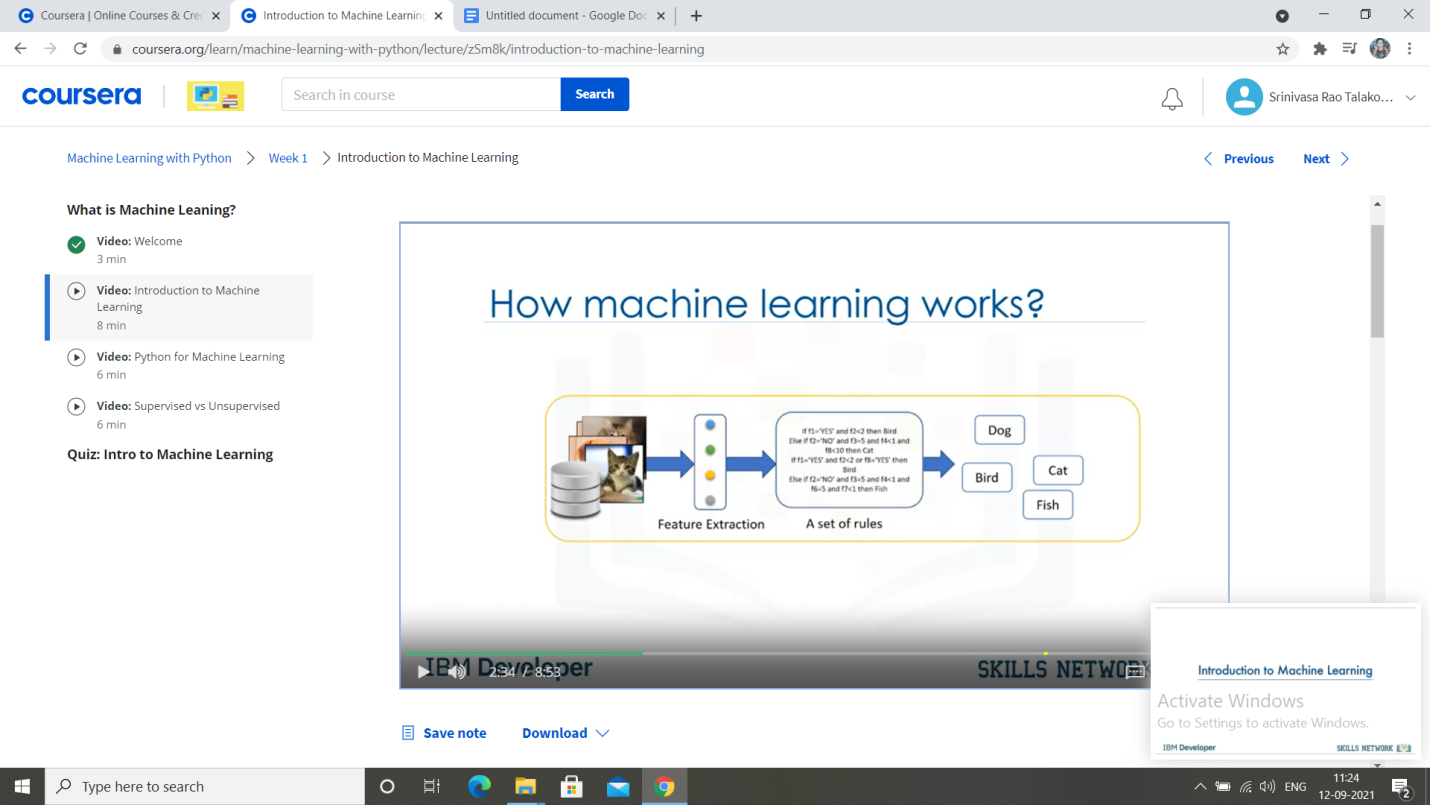 Coursera | Online Courses & Cred
Introduction to Machine Learning
Untitled document - Google Doc
coursera.org/learn/machine-learning-with-python/lecture/zSm8k/introduction-to-machine-learning
coursera
Search in course
Search
Srinivasa Rao Talako...
Machine Learning with Python
Week 1
Introduction to Machine Learning
Previous
Next
What is Machine Leaning?
Video: Welcome
3 min
Video: Introduction to Machine
Learning
8 min
Video: Python for Machine Learning
6 min
Video: Supervised vs Unsupervised
6 min
Quiz: Intro to Machine Learning
How machine learning works?
If f1='YES' and f2<2 then Bird
Else if f2='NO' and f3=5 and f4<1 and
f8<10 then Cat
If f1='YES' and f2<2 or f8='YES' then
Bird
Else if f2='NO' and f3=5 and f4<1 and
f6=5 and f7<1 then Fish
Feature Extraction
A set of rules
Dog
Bird
Cat
Fish
IBM Developer
2:34 / 8:53
SKILLS NETWORK
Save note
Download
Introduction to Machine Learning
Activate Windows
Go to Settings to activate Windows.
IBM Developer
SKILLS NETWORK
Type here to search
ENG
11:24
12-09-2021
2